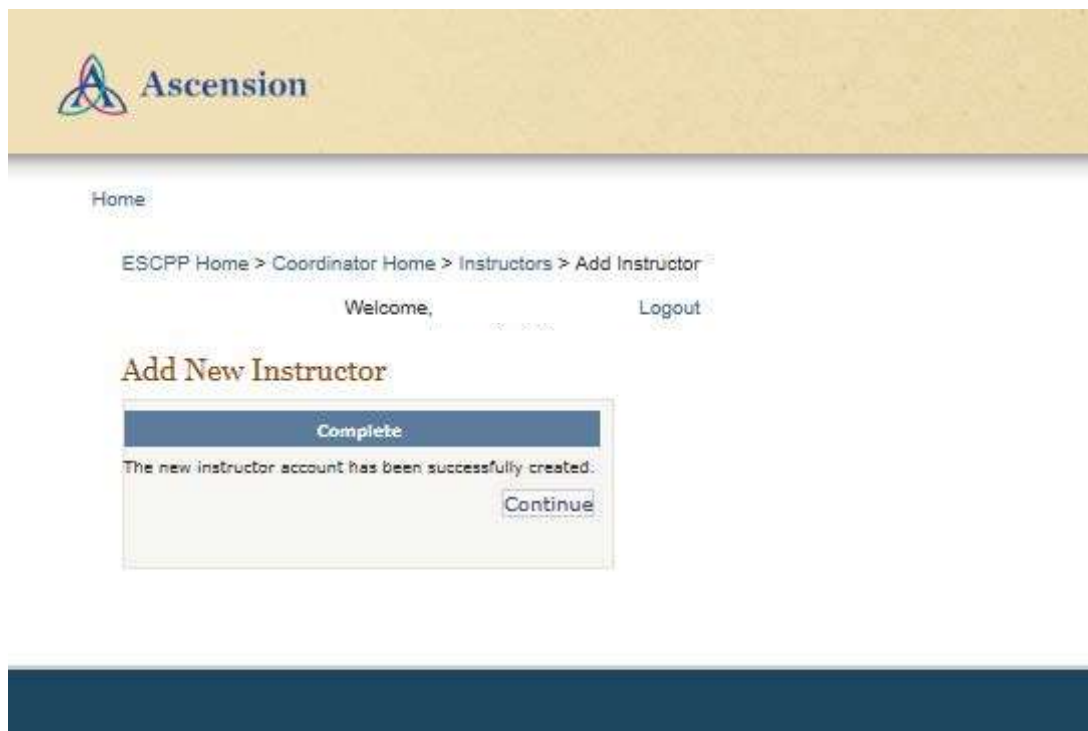 Ascension
Home
ESCPP Home > Coordinator Home > Instructors > Add Instructor
Welcome, Logout
Add New Instructor
Complete
The new instructor account has been successfully created.
Continue